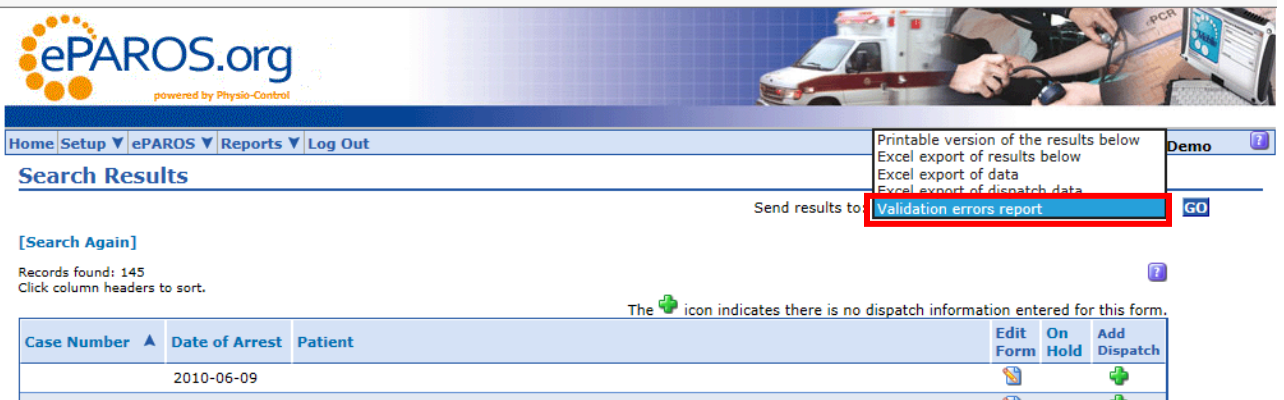 ePAROS.org
powered by Physio-Control
ePCR
Home Setup ePAROS Reports Log Out
Demo
Printable version of the results below
Excel export of results below
Excel export of data
Excel export of dispatch data
Validation errors report
Search Results
Send results to:
GO
[Search Again]
Records found: 145
Click column headers to sort.
The icon indicates there is no dispatch information entered for this form.
Case Number Date of Arrest Patient Edit Form On Hold Add Dispatch
2010-06-09